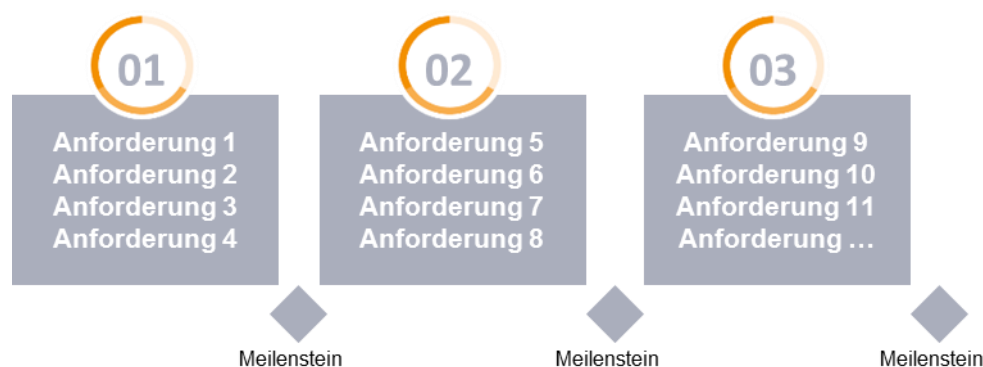 01
Anforderung 1
Anforderung 2
Anforderung 3
Anforderung 4
02
Anforderung 5
Anforderung 6
Anforderung 7
Anforderung 8
03
Anforderung 9
Anforderung 10
Anforderung 11
Anforderung …
Meilenstein
Meilenstein
Meilenstein